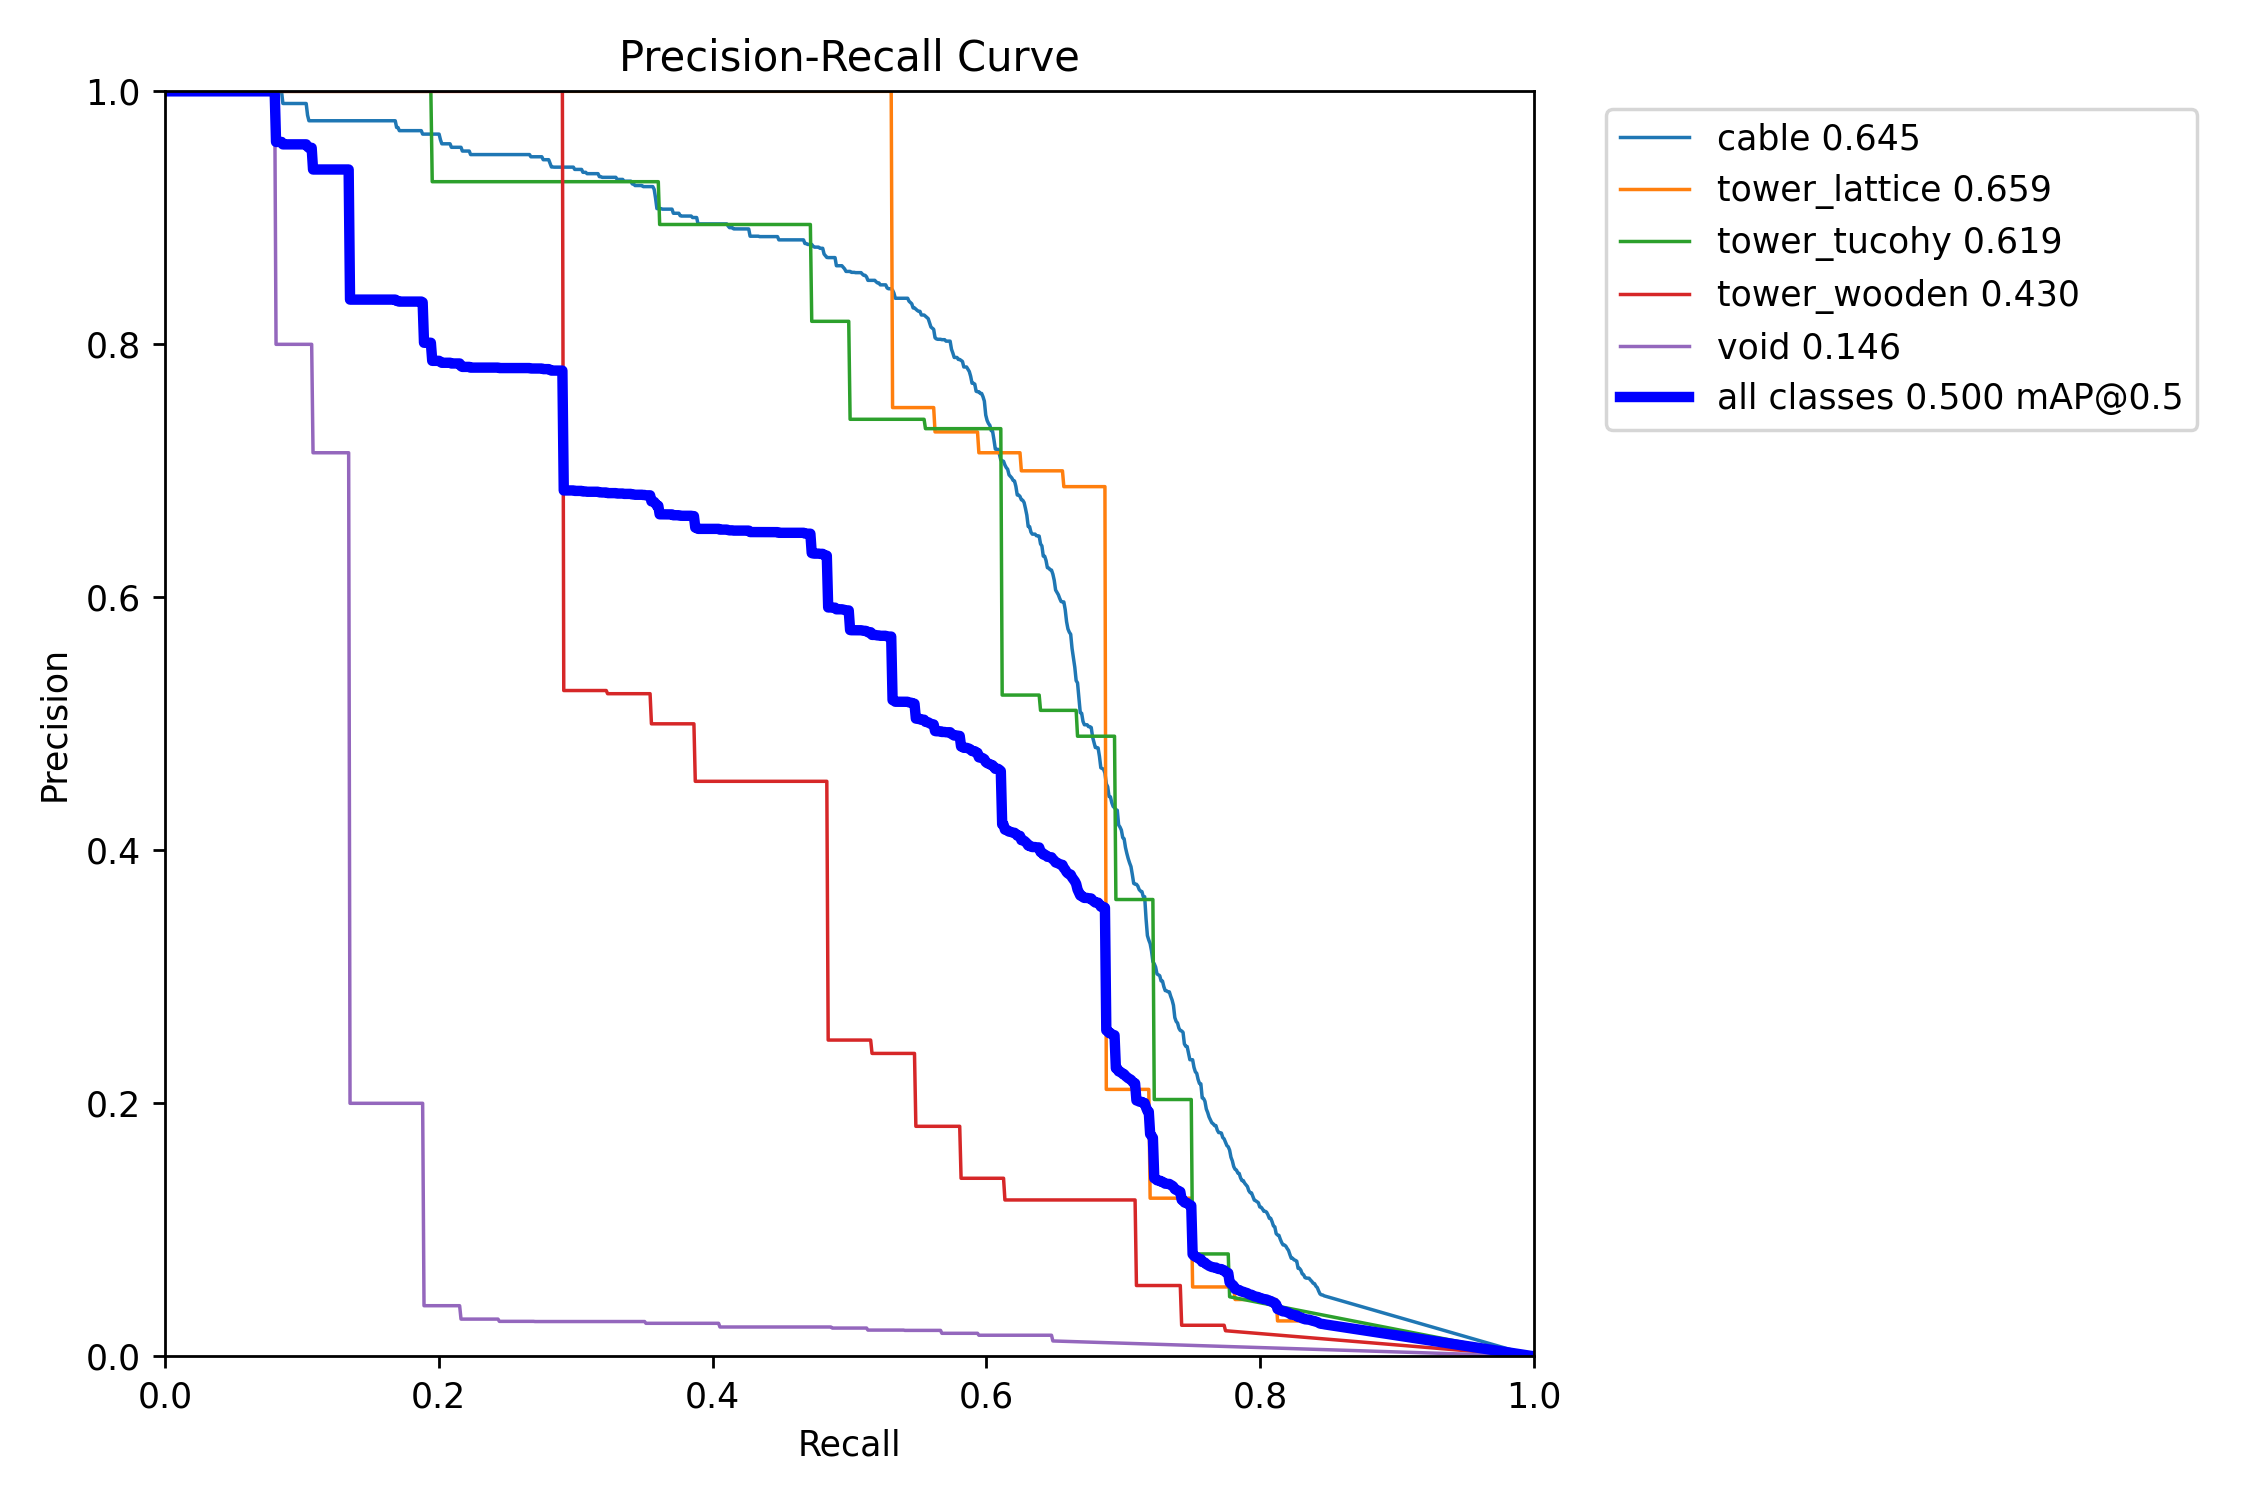 Precision-Recall Curve
1.0
0.8
0.6
0.4
0.2
0.0
Precision
0.0 0.2 0.4 0.6 0.8 1.0
Recall
cable 0.645
tower_lattice 0.659
tower_tucohy 0.619
tower_wooden 0.430
void 0.146
all classes 0.500 mAP@0.5